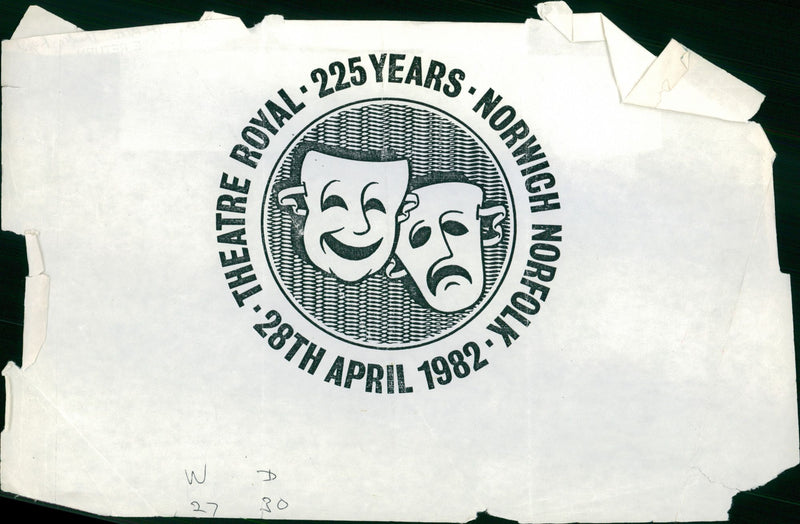 THEATRE ROYAL · 225 YEARS · NORWICH NORFOLK ·
28TH APRIL 1982 ·
W D
27 30